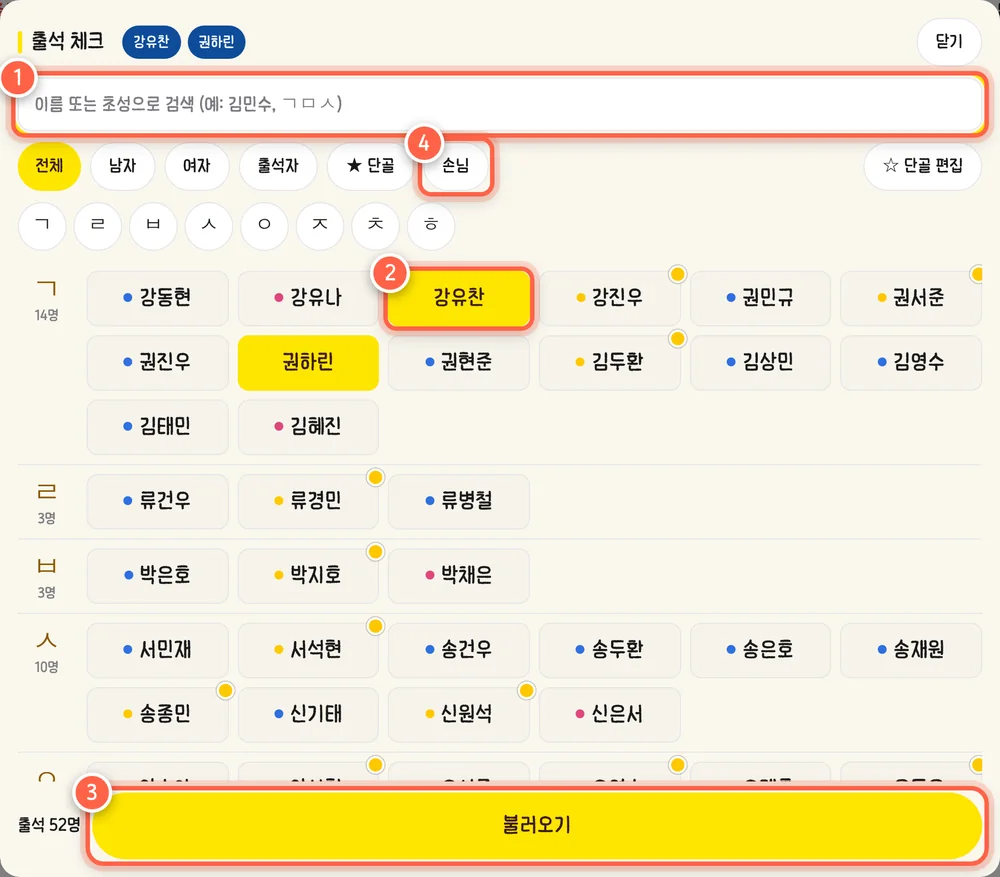 출석 체크 강유찬 권하린 닫기
1
이름 또는 초성으로 검색 (예: 김민수, ㄱㅁㅅ)
4
전체 남자 여자 출석자 ★ 단골 손님 ☆ 단골 편집
ㄱ ㄹ ㅂ ㅅ ㅇ ㅈ ㅊ ㅎ
2
ㄱ 강동현 강유나 강유찬 강진우 권민규 권서준
14명
권진우 권하린 권현준 김두환 김상민 김영수
김태민 김혜진
ㄹ 류건우 류경민 류병철
3명
ㅂ 박은호 박지호 박채은
3명
ㅅ 서민재 서석현 송건우 송두환 송은호 송재원
10명
송종민 신기태 신원석 신은서
3
출석 52명 불러오기